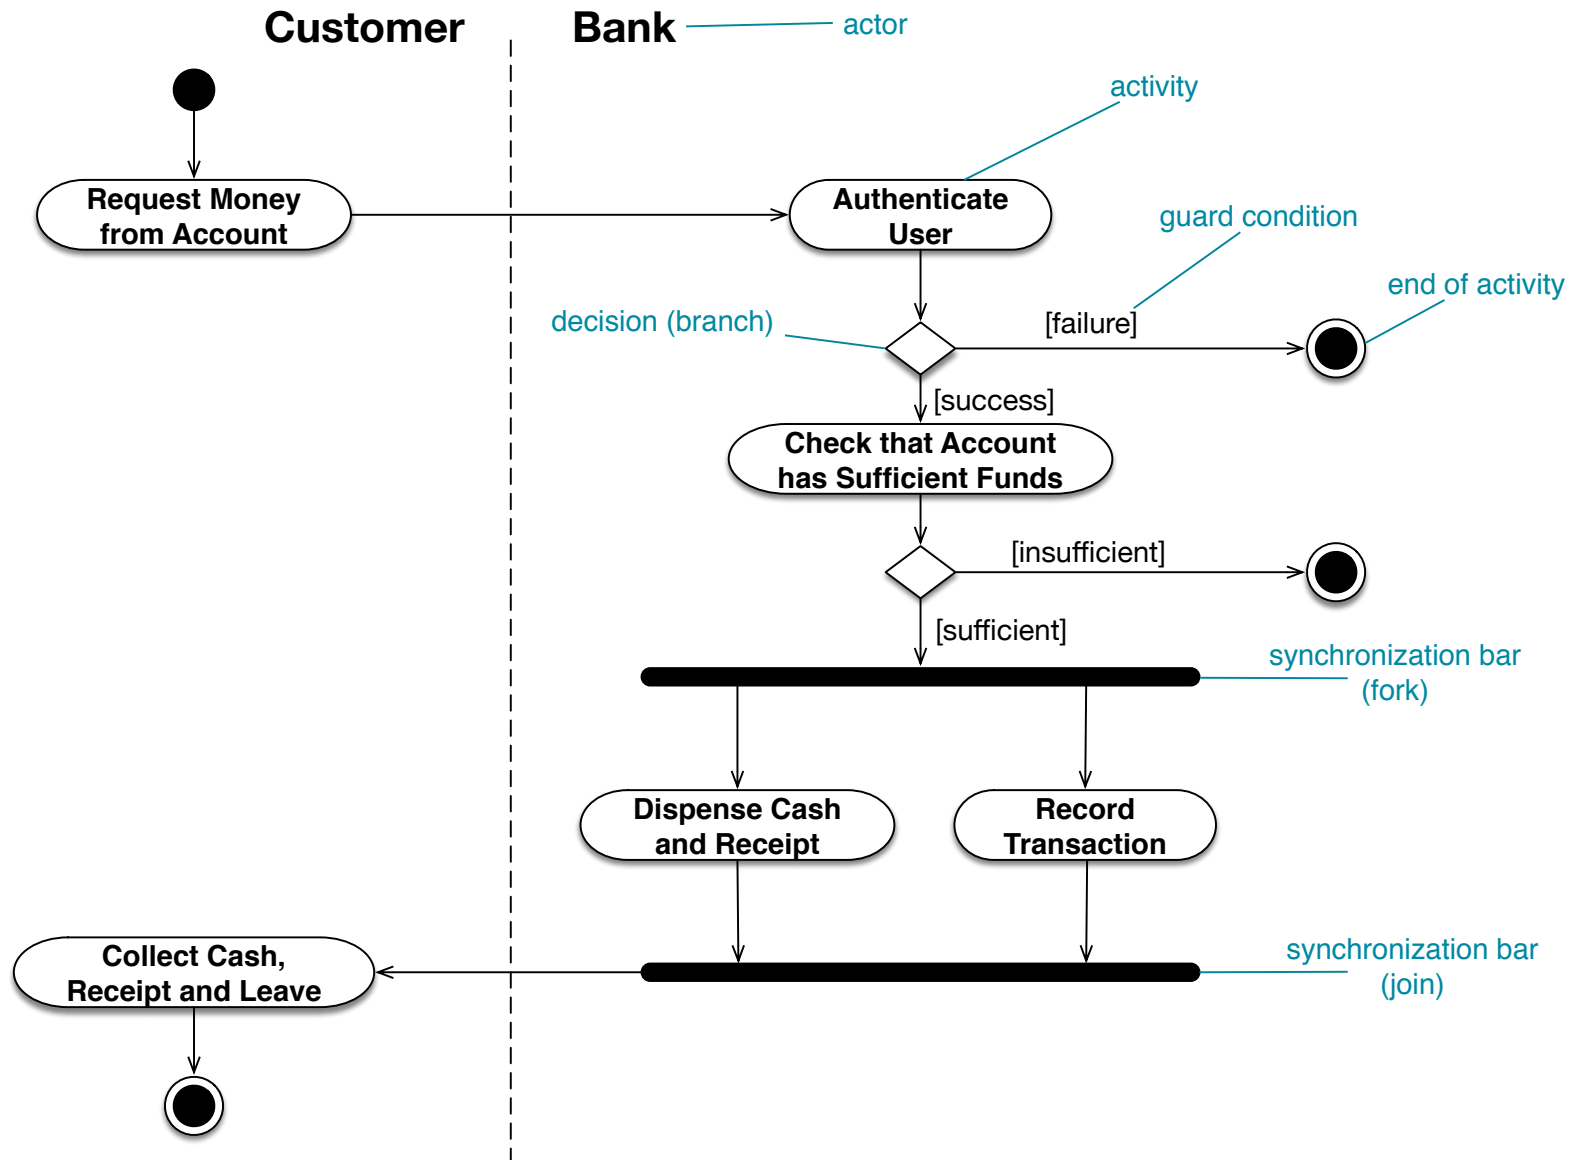 Customer
Bank
actor
activity
Request Money
from Account
Authenticate
User
guard condition
end of activity
decision (branch)
[failure]
[success]
Check that Account
has Sufficient Funds
[insufficient]
[sufficient]
synchronization bar
(fork)
Dispense Cash
and Receipt
Record
Transaction
Collect Cash,
Receipt and Leave
synchronization bar
(join)